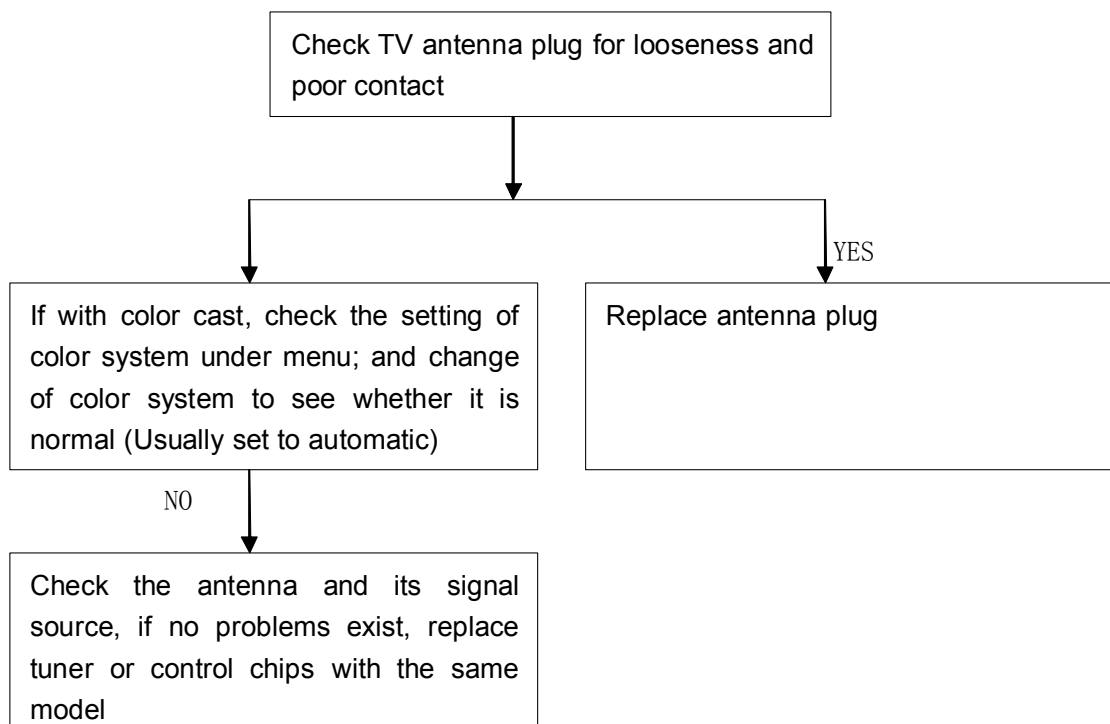 Check TV antenna plug for looseness and
poor contact
YES
If with color cast, check the setting of
color system under menu; and change
of color system to see whether it is
normal (Usually set to automatic)
Replace antenna plug
NO
Check the antenna and its signal
source, if no problems exist, replace
tuner or control chips with the same
model